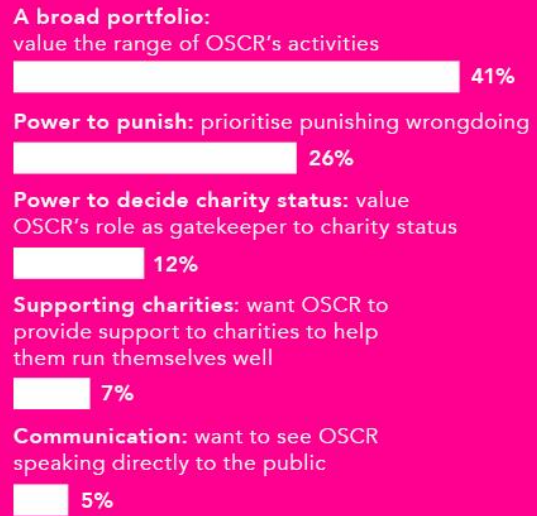 A broad portfolio:
value the range of OSCR's activities
41%
Power to punish: prioritise punishing wrongdoing
26%
Power to decide charity status: value
OSCR's role as gatekeeper to charity status
12%
Supporting charities: want OSCR to
provide support to charities to help
them run themselves well
7%
Communication: want to see OSCR
speaking directly to the public
5%